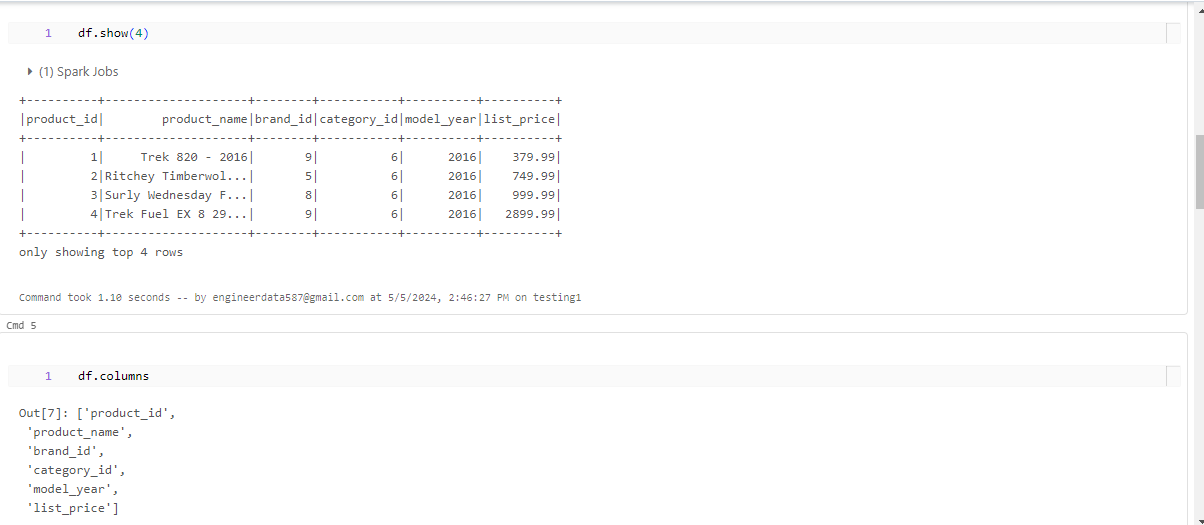 1 df.show(4)
(1) Spark Jobs
+----------+--------------------+--------+-----------+----------+----------+
|product_id|        product_name|brand_id|category_id|model_year|list_price|
+----------+--------------------+--------+-----------+----------+----------+
|         1|     Trek 820 - 2016|       9|          6|      2016|    379.99|
|         2|Ritchey Timberwol...|       5|          6|      2016|    749.99|
|         3|Surly Wednesday F...|       8|          6|      2016|    999.99|
|         4|Trek Fuel EX 8 29...|       9|          6|      2016|   2899.99|
+----------+--------------------+--------+-----------+----------+----------+
only showing top 4 rows
Command took 1.10 seconds -- by engineerdata587@gmail.com at 5/5/2024, 2:46:27 PM on testing1
Cmd 5
1 df.columns
Out[7]: ['product_id',
 'product_name',
 'brand_id',
 'category_id',
 'model_year',
 'list_price']